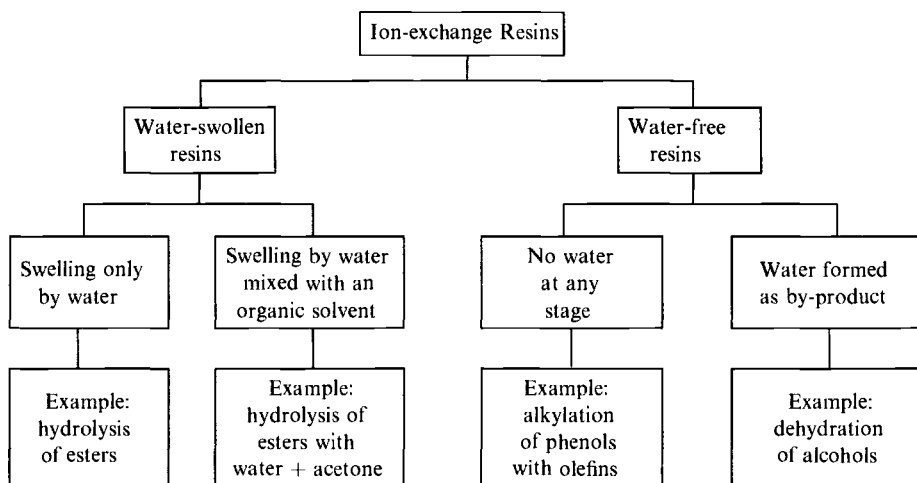 Ion-exchange Resins
Water-swollen
resins
Water-free
resins
Swelling only
by water
Swelling by water
mixed with an
organic solvent
No water
at any
stage
Water formed
as by-product
Example:
hydrolysis
of esters
Example:
hydrolysis of
esters with
water + acetone
Example:
alkylation
of phenols
with olefins
Example:
dehydration
of alcohols